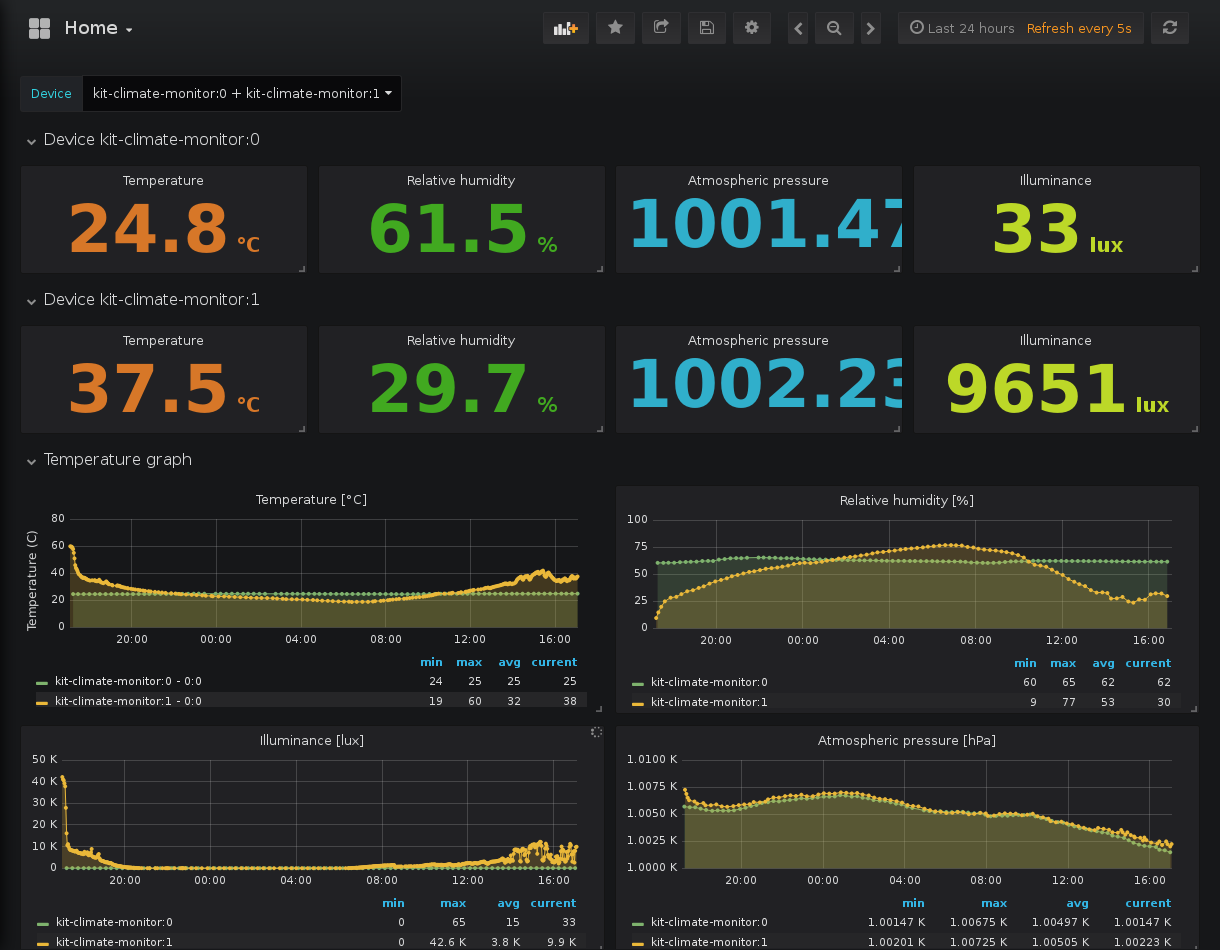 Home
Last 24 hours Refresh every 5s
Device kit-climate-monitor:0 + kit-climate-monitor:1
Device kit-climate-monitor:0
Temperature Relative humidity Atmospheric pressure Illuminance
24.8 °C 61.5 % 1001.47 33 lux
Device kit-climate-monitor:1
Temperature Relative humidity Atmospheric pressure Illuminance
37.5 °C 29.7 % 1002.23 9651 lux
Temperature graph
Temperature [°C]
Temperature (C)
80
60
40
20
0
20:00 00:00 04:00 08:00 12:00 16:00
min max avg current
kit-climate-monitor:0 - 0:0 24 25 25 25
kit-climate-monitor:1 - 0:0 19 60 32 38
Relative humidity [%]
100
75
50
25
0
20:00 00:00 04:00 08:00 12:00 16:00
min max avg current
kit-climate-monitor:0 60 65 62 62
kit-climate-monitor:1 9 77 53 30
Illuminance [lux]
50 K
40 K
30 K
20 K
10 K
0
20:00 00:00 04:00 08:00 12:00 16:00
min max avg current
kit-climate-monitor:0 0 65 15 33
kit-climate-monitor:1 0 42.6 K 3.8 K 9.9 K
Atmospheric pressure [hPa]
1.0100 K
1.0075 K
1.0050 K
1.0025 K
1.0000 K
20:00 00:00 04:00 08:00 12:00 16:00
min max avg current
kit-climate-monitor:0 1.00147 K 1.00675 K 1.00497 K 1.00147 K
kit-climate-monitor:1 1.00201 K 1.00725 K 1.00505 K 1.00223 K